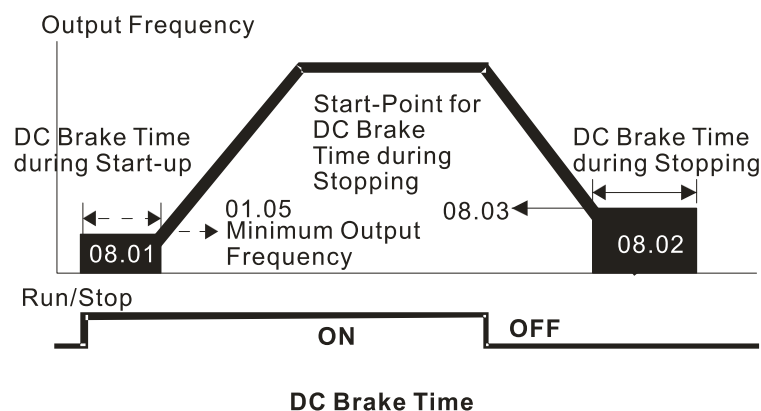 Output Frequency
Start-Point for
DC Brake
Time during
Stopping
DC Brake Time
during Start-up
DC Brake Time
during Stopping
01.05
Minimum Output
Frequency
08.03
08.01
08.02
Run/Stop
ON
OFF
DC Brake Time